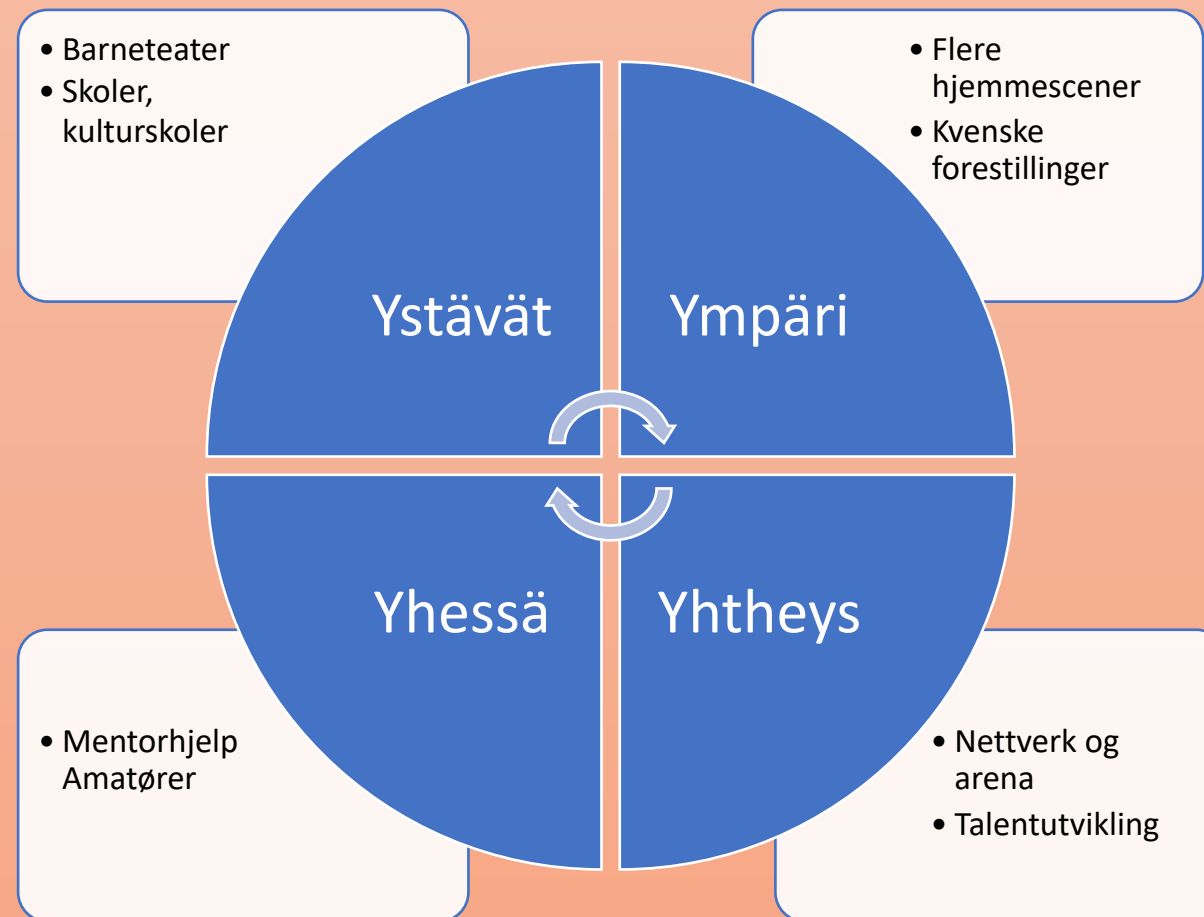 • Barneteater
• Skoler,
kulturskoler
• Flere
hjemmescener
• Kvenske
forestillinger
Ystävät
Ympäri
Yhessä
Yhtheys
• Mentorhjelp
Amatører
• Nettverk og
arena
• Talentutvikling